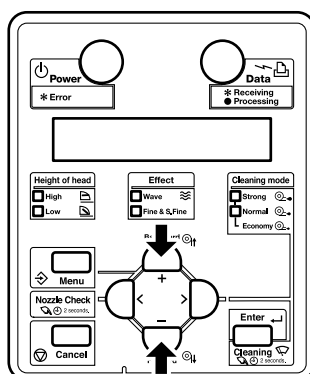 Power
Data
* Error
* Receiving
● Processing
Height of head
High
Low
Effect
Wave
Fine & S.Fine
Cleaning mode
Strong
Normal
Economy
Menu
+
< >
−
Nozzle Check
2 seconds.
Cancel
Enter
Cleaning
2 seconds.